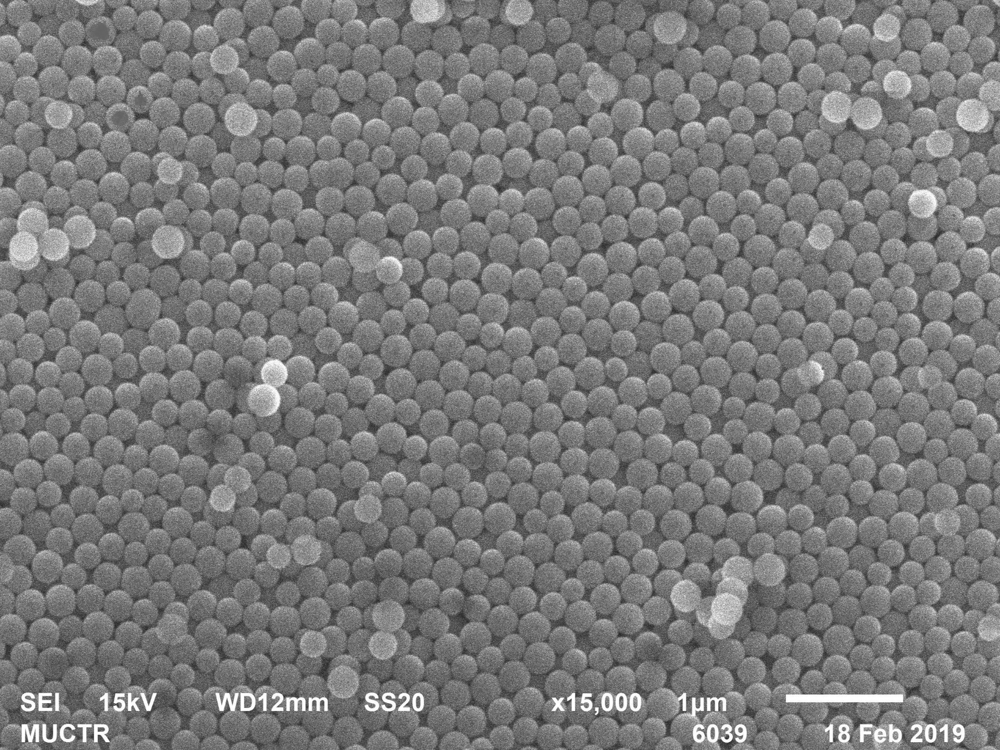 SEI 15kV WD12mm SS20 x15,000 1µm
MUCTR 6039 18 Feb 2019